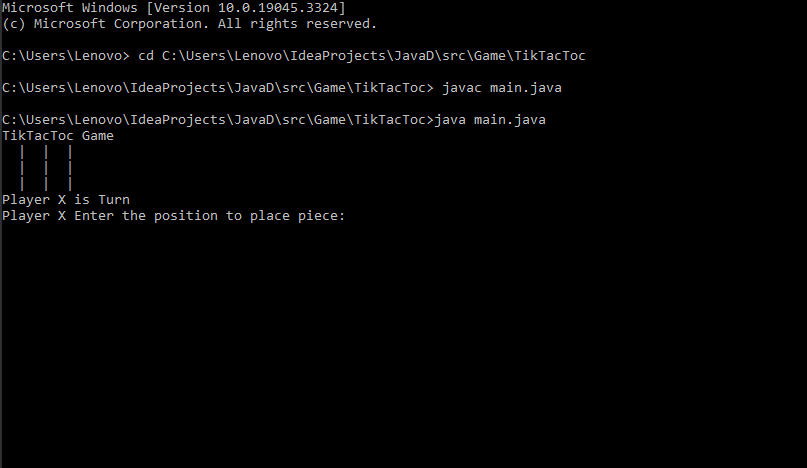 Microsoft Windows [Version 10.0.19045.3324]
(c) Microsoft Corporation. All rights reserved.
C:\Users\Lenovo> cd C:\Users\Lenovo\IdeaProjects\JavaD\src\Game\TikTacToc
C:\Users\Lenovo\IdeaProjects\JavaD\src\Game\TikTacToc> javac main.java
C:\Users\Lenovo\IdeaProjects\JavaD\src\Game\TikTacToc>java main.java
TikTacToc Game
  |  |  |
  |  |  |
  |  |  |
Player X is Turn
Player X Enter the position to place piece: